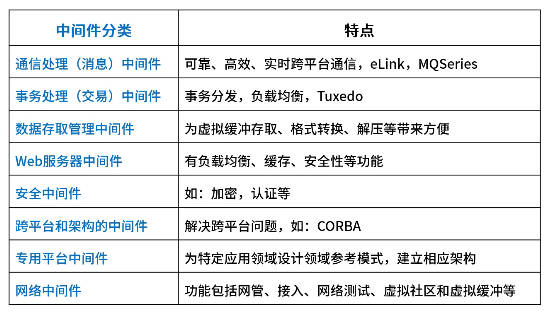 中间件分类 特点
通信处理（消息）中间件 可靠、高效、实时跨平台通信，eLink，MQSeries
事务处理（交易）中间件 事务分发，负载均衡，Tuxedo
数据存取管理中间件 为虚拟缓冲存取、格式转换、解压等带来方便
Web服务器中间件 有负载均衡、缓存、安全性等功能
安全中间件 如：加密，认证等
跨平台和架构的中间件 解决跨平台问题，如：CORBA
专用平台中间件 为特定应用领域设计领域参考模式，建立相应架构
网络中间件 功能包括网管、接入、网络测试、虚拟社区和虚拟缓冲等